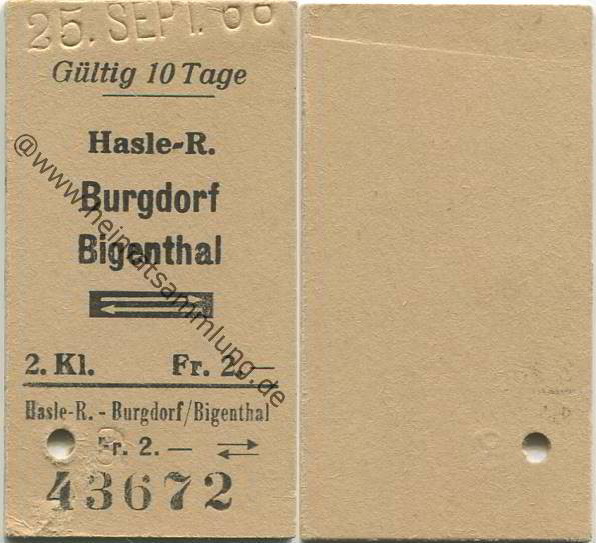 25. SEPT. 66
Gültig 10 Tage
Hasle-R.
Burgdorf
Bigenthal
2. Kl. Fr. 2.—
Hasle-R. - Burgdorf/Bigenthal
Fr. 2. —
43672
@www.heimatsammlung.de